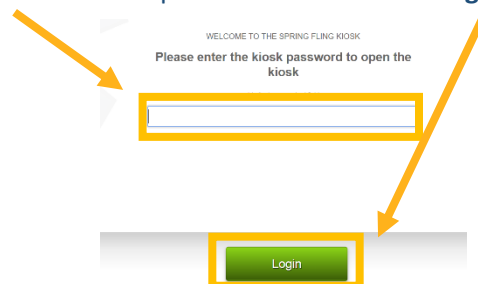 WELCOME TO THE SPRING FLING KIOSK
Please enter the kiosk password to open the
kiosk
Login